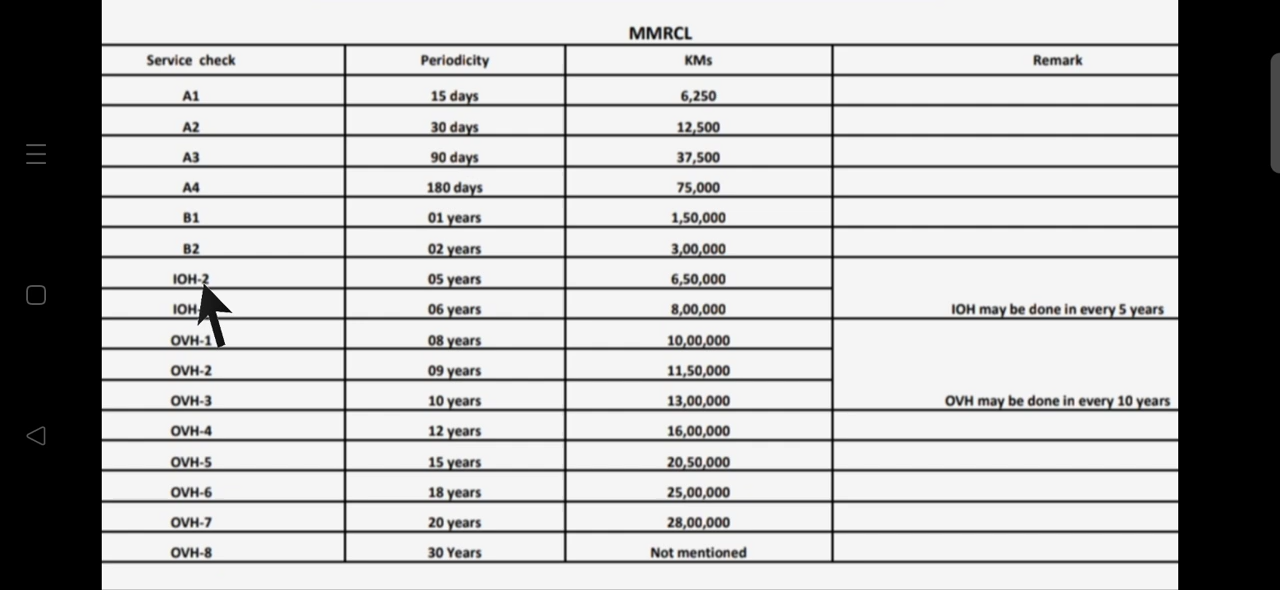 MMRCL
Service check Periodicity KMs Remark
A1 15 days 6,250
A2 30 days 12,500
A3 90 days 37,500
A4 180 days 75,000
B1 01 years 1,50,000
B2 02 years 3,00,000
IOH-2 05 years 6,50,000
IOH- 06 years 8,00,000 IOH may be done in every 5 years
OVH-1 08 years 10,00,000
OVH-2 09 years 11,50,000
OVH-3 10 years 13,00,000 OVH may be done in every 10 years
OVH-4 12 years 16,00,000
OVH-5 15 years 20,50,000
OVH-6 18 years 25,00,000
OVH-7 20 years 28,00,000
OVH-8 30 Years Not mentioned